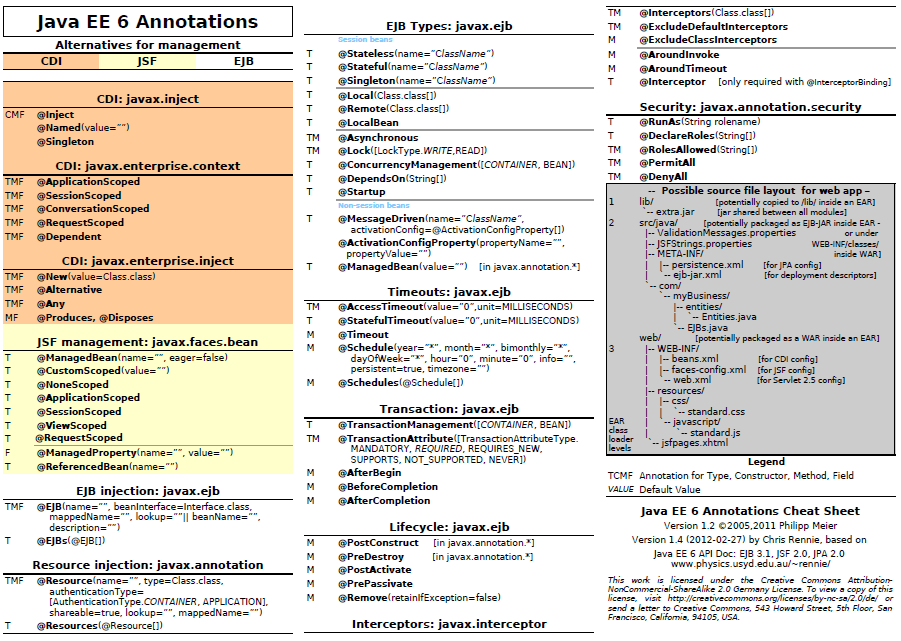 Java EE 6 Annotations
Alternatives for management
CDI JSF EJB
CDI: javax.inject
CMF @Inject
@Named(value=””)
@Singleton
CDI: javax.enterprise.context
TMF @ApplicationScoped
TMF @SessionScoped
TMF @ConversationScoped
TMF @RequestScoped
TMF @Dependent
CDI: javax.enterprise.inject
TMF @New(value=Class.class)
TMF @Alternative
TMF @Any
MF @Produces, @Disposes
JSF management: javax.faces.bean
T @ManagedBean(name=””, eager=false)
T @CustomScoped(value=””)
T @NoneScoped
T @ApplicationScoped
T @SessionScoped
T @ViewScoped
T @RequestScoped
F @ManagedProperty(name=””, value=””)
T @ReferencedBean(name=””)
EJB injection: javax.ejb
TMF @EJB(name=””, beanInterface=Interface.class,
mappedName=””, lookup=””|| beanName=””,
description=””)
T @EJBs(@EJB[])
Resource injection: javax.annotation
TMF @Resource(name=””, type=Class.class,
authenticationType=
[AuthenticationType.CONTAINER, APPLICATION],
shareable=true, lookup=””, mappedName=””)
T @Resources(@Resource[])
EJB Types: javax.ejb
Session beans
T @Stateless(name=”ClassName”)
T @Stateful(name=”ClassName”)
T @Singleton(name=”ClassName”)
T @Local(Class.class[])
T @Remote(Class.class[])
T @LocalBean
TM @Asynchronous
TM @Lock([LockType.WRITE,READ])
T @ConcurrencyManagement([CONTAINER, BEAN])
T @DependsOn(String[])
T @Startup
Non-session beans
T @MessageDriven(name=”ClassName”,
activationConfig=@ActivationConfigProperty[])
@ActivationConfigProperty(propertyName=””,
propertyValue=””)
T @ManagedBean(value=””) [in javax.annotation.*]
Timeouts: javax.ejb
TM @AccessTimeout(value=”0”,unit=MILLISECONDS)
T @StatefulTimeout(value=”0”,unit=MILLISECONDS)
M @Timeout
M @Schedule(year=”*”, month=”*”, bimonthly=”*”,
dayOfWeek=”*”, hour=”0”, minute=”0”, info=””,
persistent=true, timezone=””)
M @Schedules(@Schedule[])
Transaction: javax.ejb
T @TransactionManagement([CONTAINER, BEAN])
TM @TransactionAttribute([TransactionAttributeType.
MANDATORY, REQUIRED, REQUIRES_NEW,
SUPPORTS, NOT_SUPPORTED, NEVER])
M @AfterBegin
M @BeforeCompletion
M @AfterCompletion
Lifecycle: javax.ejb
M @PostConstruct [in javax.annotation.*]
M @PreDestroy [in javax.annotation.*]
M @PostActivate
M @PrePassivate
M @Remove(retainIfException=false)
Interceptors: javax.interceptor
TM @Interceptors(Class.class[])
TM @ExcludeDefaultInterceptors
M @ExcludeClassInterceptors
M @AroundInvoke
M @AroundTimeout
T @Interceptor [only required with @InterceptorBinding]
Security: javax.annotation.security
T @RunAs(String rolename)
T @DeclareRoles(String[])
TM @RolesAllowed(String[])
TM @PermitAll
TM @DenyAll
-- Possible source file layout for web app –
1 lib/ [potentially copied to /lib/ inside an EAR]
`-- extra.jar [jar shared between all modules]
2 src/java/ [potentially packaged as EJB-JAR inside EAR -
|-- ValidationMessages.properties or under
|-- JSFStrings.properties WEB-INF/classes/
|-- META-INF/ inside WAR]
| |-- persistence.xml [for JPA config]
| `-- ejb-jar.xml [for deployment descriptors]
`-- com/
`-- myBusiness/
|-- entities/
| `-- Entities.java
`-- EJBs.java
web/ [potentially packaged as a WAR inside an EAR]
3 |-- WEB-INF/
| |-- beans.xml [for CDI config]
| |-- faces-config.xml [for JSF config]
| `-- web.xml [for Servlet 2.5 config]
|-- resources/
| |-- css/
| | `-- standard.css
EAR | `-- javascript/
class | `-- standard.js
loader `-- jsfpages.xhtml
levels
Legend
TCMF Annotation for Type, Constructor, Method, Field
VALUE Default Value
Java EE 6 Annotations Cheat Sheet
Version 1.2 ©2005,2011 Philipp Meier
Version 1.4 (2012-02-27) by Chris Rennie, based on
Java EE 6 API Doc: EJB 3.1, JSF 2.0, JPA 2.0
www.physics.usyd.edu.au/~rennie/
This work is licensed under the Creative Commons Attribution-
NonCommercial-ShareAlike 2.0 Germany License. To view a copy of this
license, visit http://creativecommons.org/licenses/by-nc-sa/2.0/de/ or
send a letter to Creative Commons, 543 Howard Street, 5th Floor, San
Francisco, California, 94105, USA.